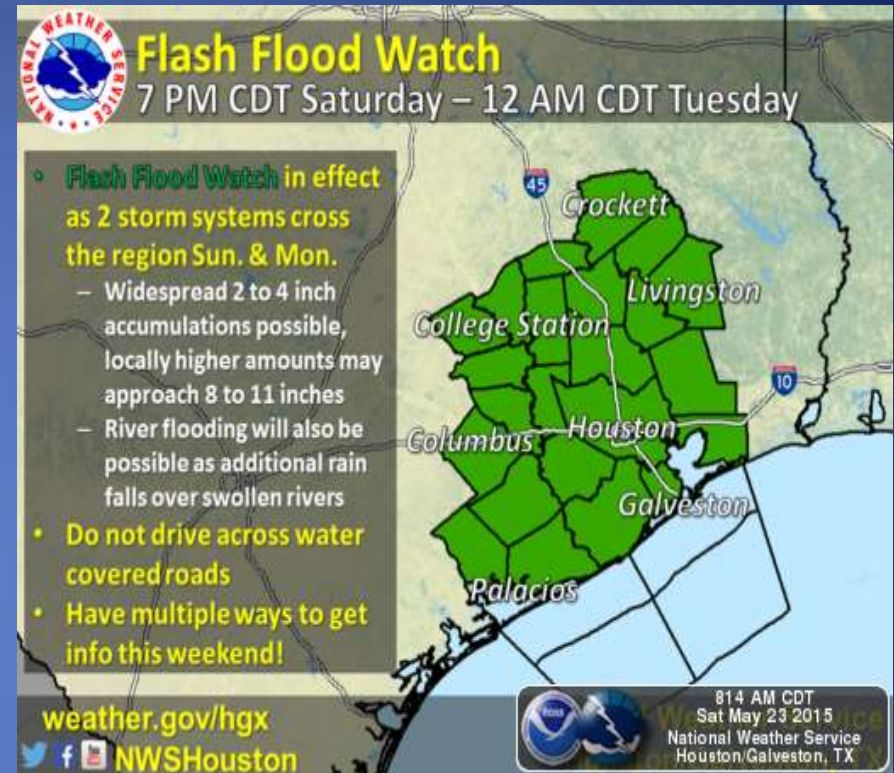 NATIONAL WEATHER SERVICE
Flash Flood Watch
7 PM CDT Saturday – 12 AM CDT Tuesday
• Flash Flood Watch in effect
as 2 storm systems cross
the region Sun. & Mon.
– Widespread 2 to 4 inch
accumulations possible,
locally higher amounts may
approach 8 to 11 inches
– River flooding will also be
possible as additional rain
falls over swollen rivers
• Do not drive across water
covered roads
• Have multiple ways to get
info this weekend!
45
Crockett
Livingston
College Station
10
Columbus
Houston
Galveston
Palacios
weather.gov/hgx
NWSHouston
814 AM CDT
Sat May 23 2015
National Weather Service
Houston/Galveston, TX